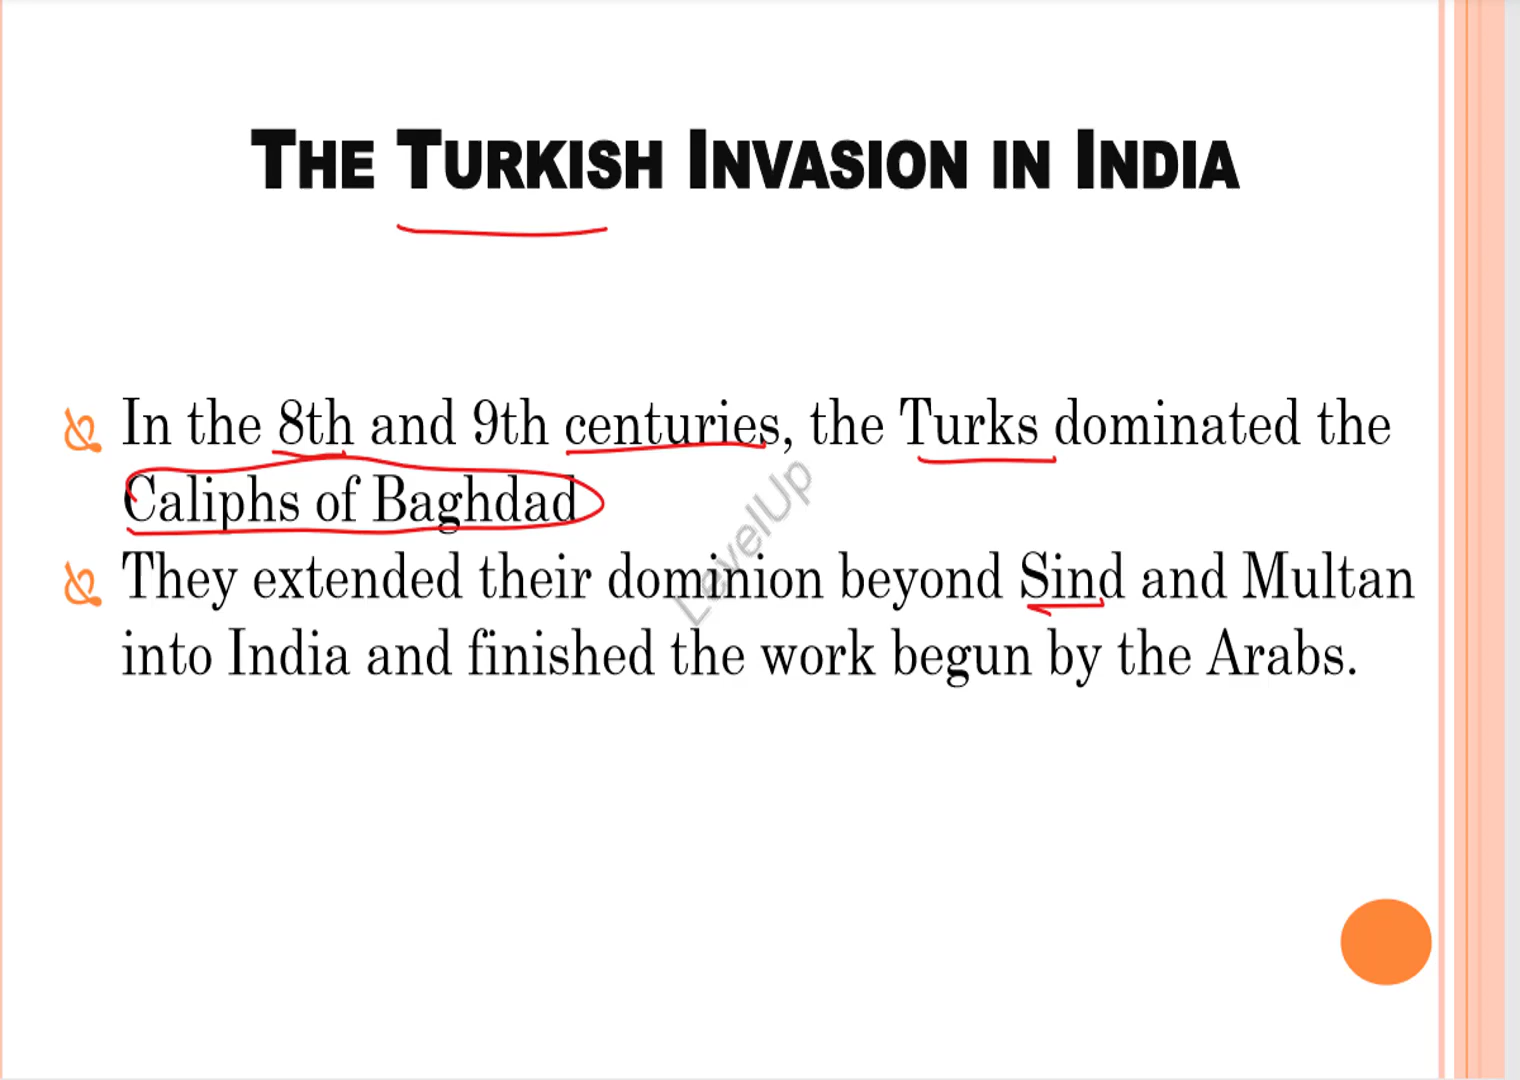 THE TURKISH INVASION IN INDIA
In the 8th and 9th centuries, the Turks dominated the
Caliphs of Baghdad
They extended their dominion beyond Sind and Multan
into India and finished the work begun by the Arabs.
LevelUp